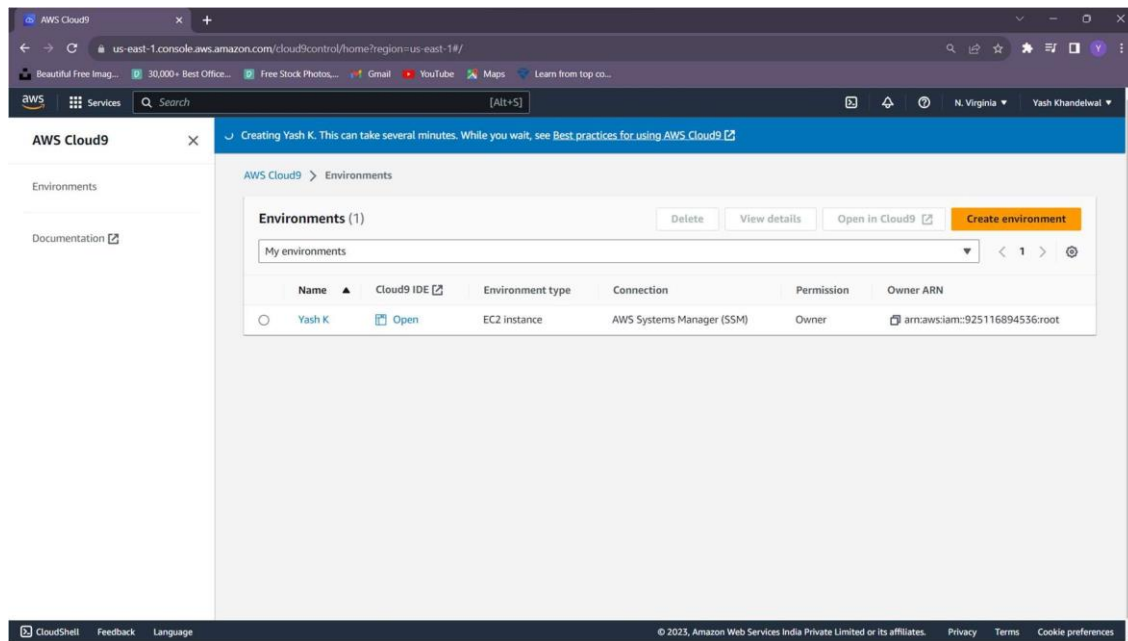 AWS Cloud9
us-east-1.console.aws.amazon.com/cloud9control/home?region=us-east-1#/
Beautiful Free Imag... 30,000+ Best Office... Free Stock Photos,... Gmail YouTube Maps Learn from top co...
aws Services Search [Alt+S] N. Virginia Yash Khandelwal
AWS Cloud9
Creating Yash K. This can take several minutes. While you wait, see Best practices for using AWS Cloud9
Environments
Documentation
AWS Cloud9 > Environments
Environments (1) Delete View details Open in Cloud9 Create environment
My environments 1
Name Cloud9 IDE Environment type Connection Permission Owner ARN
Yash K Open EC2 instance AWS Systems Manager (SSM) Owner arn:aws:iam::925116894536:root
CloudShell Feedback Language © 2023, Amazon Web Services India Private Limited or its affiliates. Privacy Terms Cookie preferences